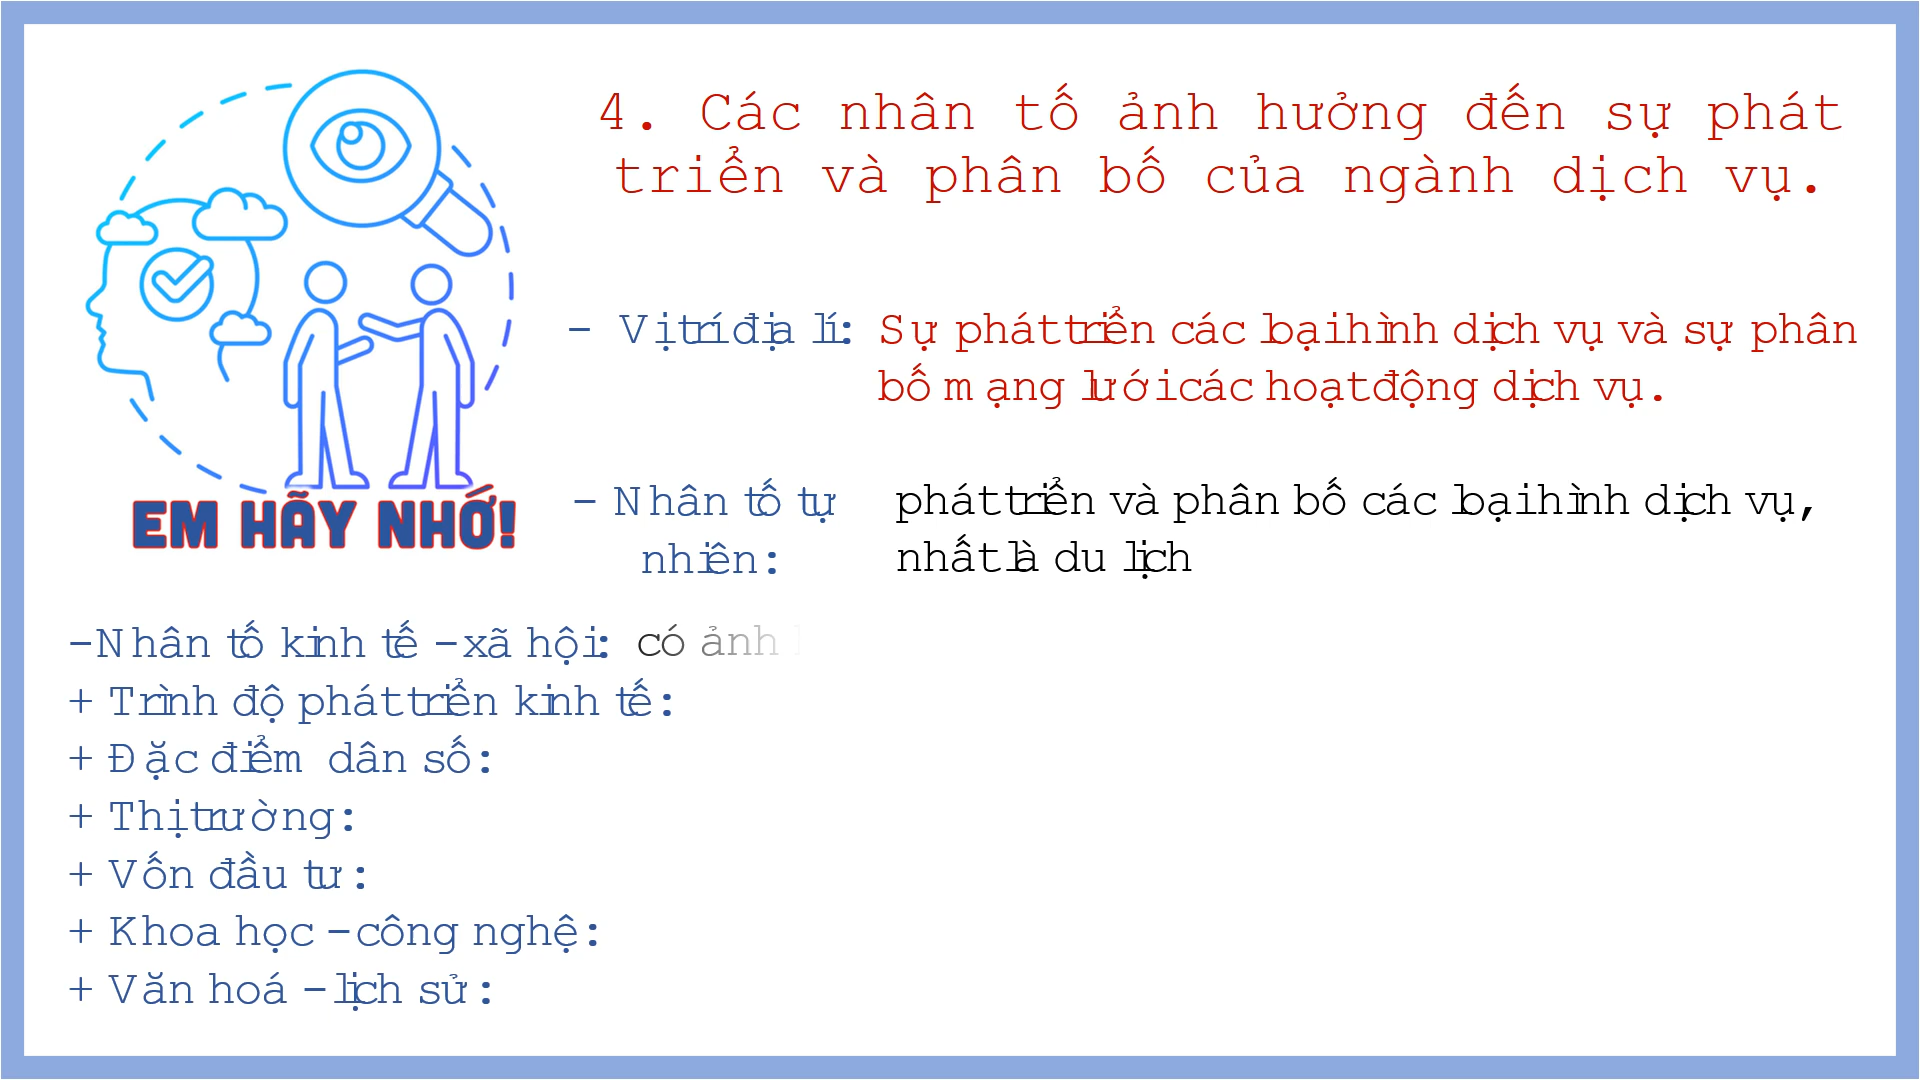 4. Các nhân tố ảnh hưởng đến sự phát
triển và phân bố của ngành dịch vụ.
- Vị trí địa lí: Sự phát triển các loại hình dịch vụ và sự phân
bố mạng lưới các hoạt động dịch vụ.
- Nhân tố tự
nhiên:
phát triển và phân bố các loại hình dịch vụ,
nhất là du lịch
EM HÃY NHỚ!
-Nhân tố kinh tế - xã hội: có ảnh
+ Trình độ phát triển kinh tế:
+ Đặc điểm dân số:
+ Thị trường:
+ Vốn đầu tư:
+ Khoa học - công nghệ:
+ Văn hoá - lịch sử: